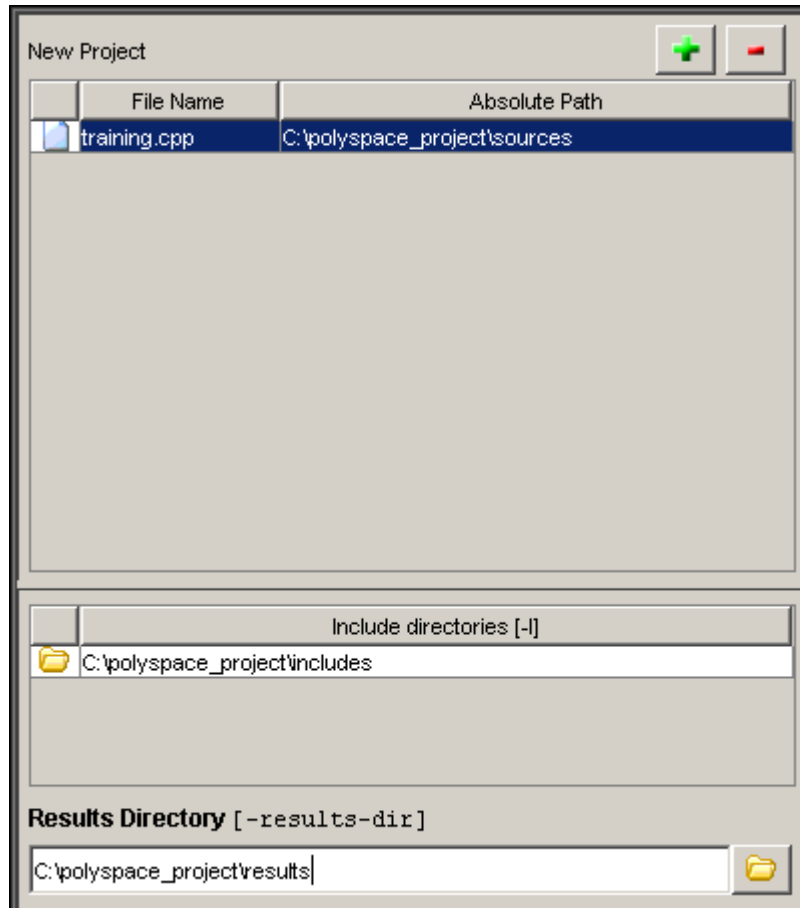 New Project
File Name Absolute Path
training.cpp C:\polyspace_project\sources
Include directories [-I]
C:\polyspace_project\includes
Results Directory [-results-dir]
C:\polyspace_project\results